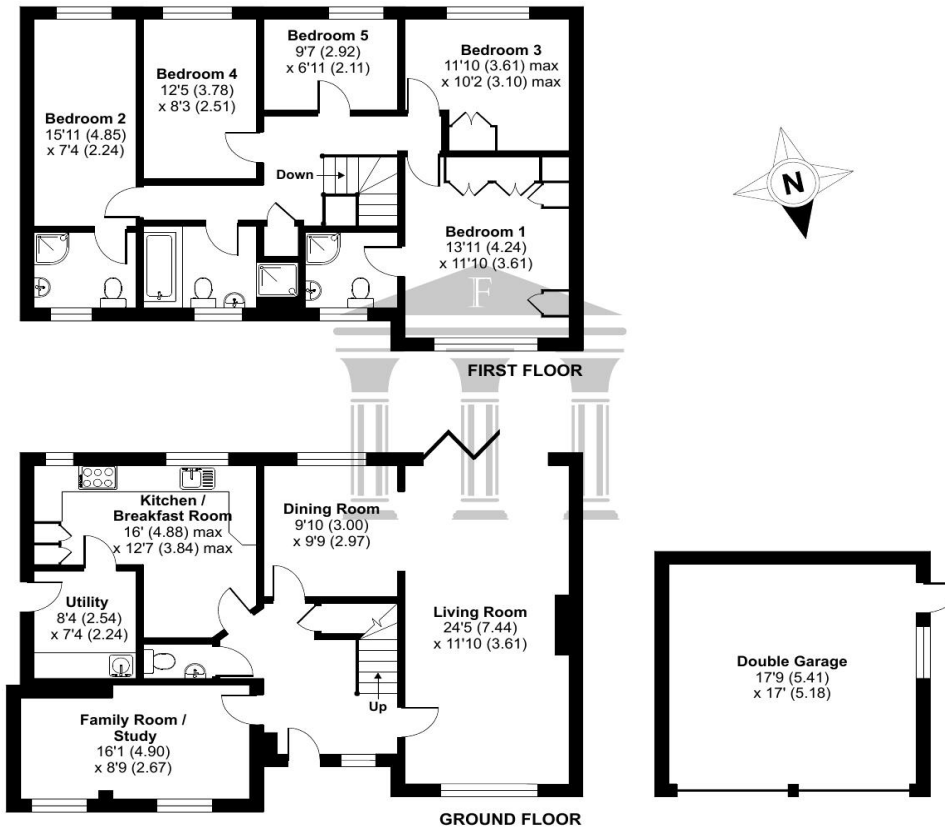 Bedroom 2
15'11 (4.85)
x 7'4 (2.24)
Bedroom 4
12'5 (3.78)
x 8'3 (2.51)
Bedroom 5
9'7 (2.92)
x 6'11 (2.11)
Bedroom 3
11'10 (3.61) max
x 10'2 (3.10) max
Down
Bedroom 1
13'11 (4.24)
x 11'10 (3.61)
N
F
FIRST FLOOR
Kitchen /
Breakfast Room
16' (4.88) max
x 12'7 (3.84) max
Dining Room
9'10 (3.00)
x 9'9 (2.97)
Utility
8'4 (2.54)
x 7'4 (2.24)
Living Room
24'5 (7.44)
x 11'10 (3.61)
Up
Family Room /
Study
16'1 (4.90)
x 8'9 (2.67)
Double Garage
17'9 (5.41)
x 17' (5.18)
GROUND FLOOR